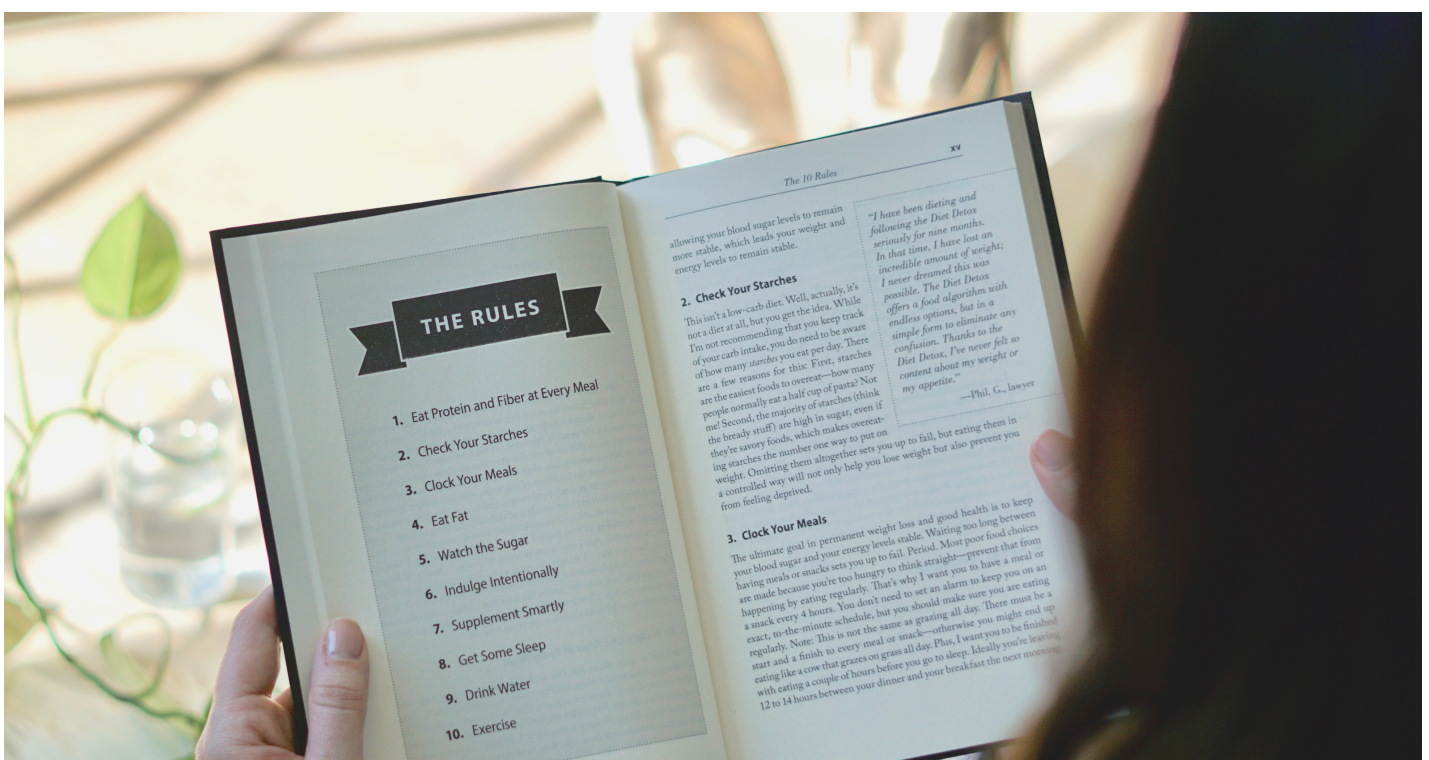 THE RULES
1. Eat Protein and Fiber at Every Meal
2. Check Your Starches
3. Clock Your Meals
4. Eat Fat
5. Watch the Sugar
6. Indulge Intentionally
7. Supplement Smartly
8. Get Some Sleep
9. Drink Water
10. Exercise
The 10 Rules
xv
allowing your blood sugar levels to remain
more stable, which leads your weight and
energy levels to remain stable.
2. Check Your Starches
This isn't a low-carb diet. Well, actually, it's
not a diet at all, but you get the idea. While
I'm not recommending that you keep track
of your carb intake, you do need to be aware
of how many starches you eat per day. There
are a few reasons for this: First, starches
are the easiest foods to overeat—how many
people normally eat a half cup of pasta? Not
me! Second, the majority of starches (think
the bready stuff) are high in sugar, even if
they're savory foods, which makes overeat-
ing starches the number one way to put on
weight. Omitting them altogether sets you up to fail, but eating them in
a controlled way will not only help you lose weight but also prevent you
from feeling deprived.
"I have been dieting and
following the Diet Detox
seriously for nine months.
In that time, I have lost an
incredible amount of weight;
I never dreamed this was
possible. The Diet Detox
offers a food algorithm with
endless options, but in a
simple form to eliminate any
confusion. Thanks to the
Diet Detox, I've never felt so
content about my weight or
my appetite."
—Phil. G., lawyer
3. Clock Your Meals
The ultimate goal in permanent weight loss and good health is to keep
your blood sugar and your energy levels stable. Waiting too long between
having meals or snacks sets you up to fail. Period. Most poor food choices
are made because you're too hungry to think straight—prevent that from
happening by eating regularly. That's why I want you to have a meal or
a snack every 4 hours. You don't need to set an alarm to keep you on an
exact, to-the-minute schedule, but you should make sure you are eating
regularly. Note: This is not the same as grazing all day. There must be a
start and a finish to every meal or snack—otherwise you might end up
eating like a cow that grazes on grass all day. Plus, I want you to be finished
with eating a couple of hours before you go to sleep. Ideally you're leaving
12 to 14 hours between your dinner and your breakfast the next morning.